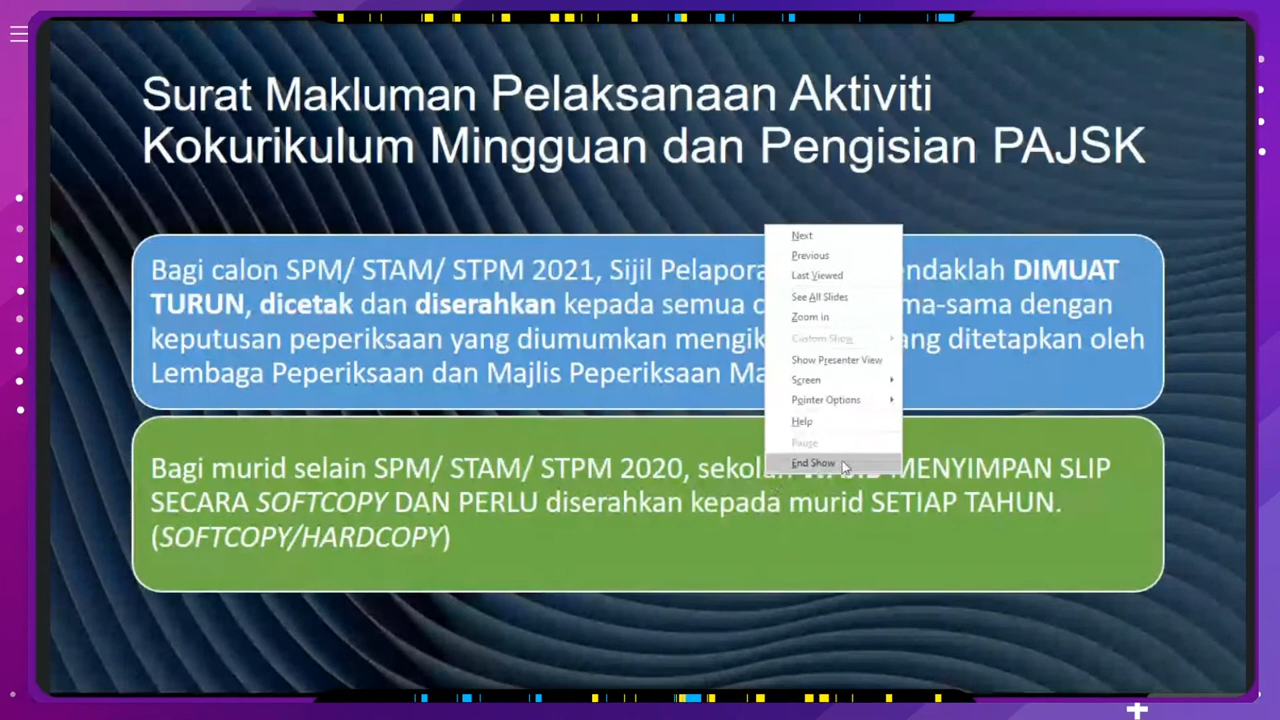 Surat Makluman Pelaksanaan Aktiviti
Kokurikulum Mingguan dan Pengisian PAJSK
Bagi calon SPM/ STAM/ STPM 2021, Sijil Pelapora endaklah DIMUAT
TURUN, dicetak dan diserahkan kepada semua c ma-sama dengan
keputusan peperiksaan yang diumumkan mengik ang ditetapkan oleh
Lembaga Peperiksaan dan Majlis Peperiksaan Ma
Next
Previous
Last Viewed
See All Slides
Zoom in
Custom Show
Show Presenter View
Screen
Pointer Options
Help
Pause
End Show
Bagi murid selain SPM/ STAM/ STPM 2020, sekol MENYIMPAN SLIP
SECARA SOFTCOPY DAN PERLU diserahkan kepada murid SETIAP TAHUN.
(SOFTCOPY/HARDCOPY)